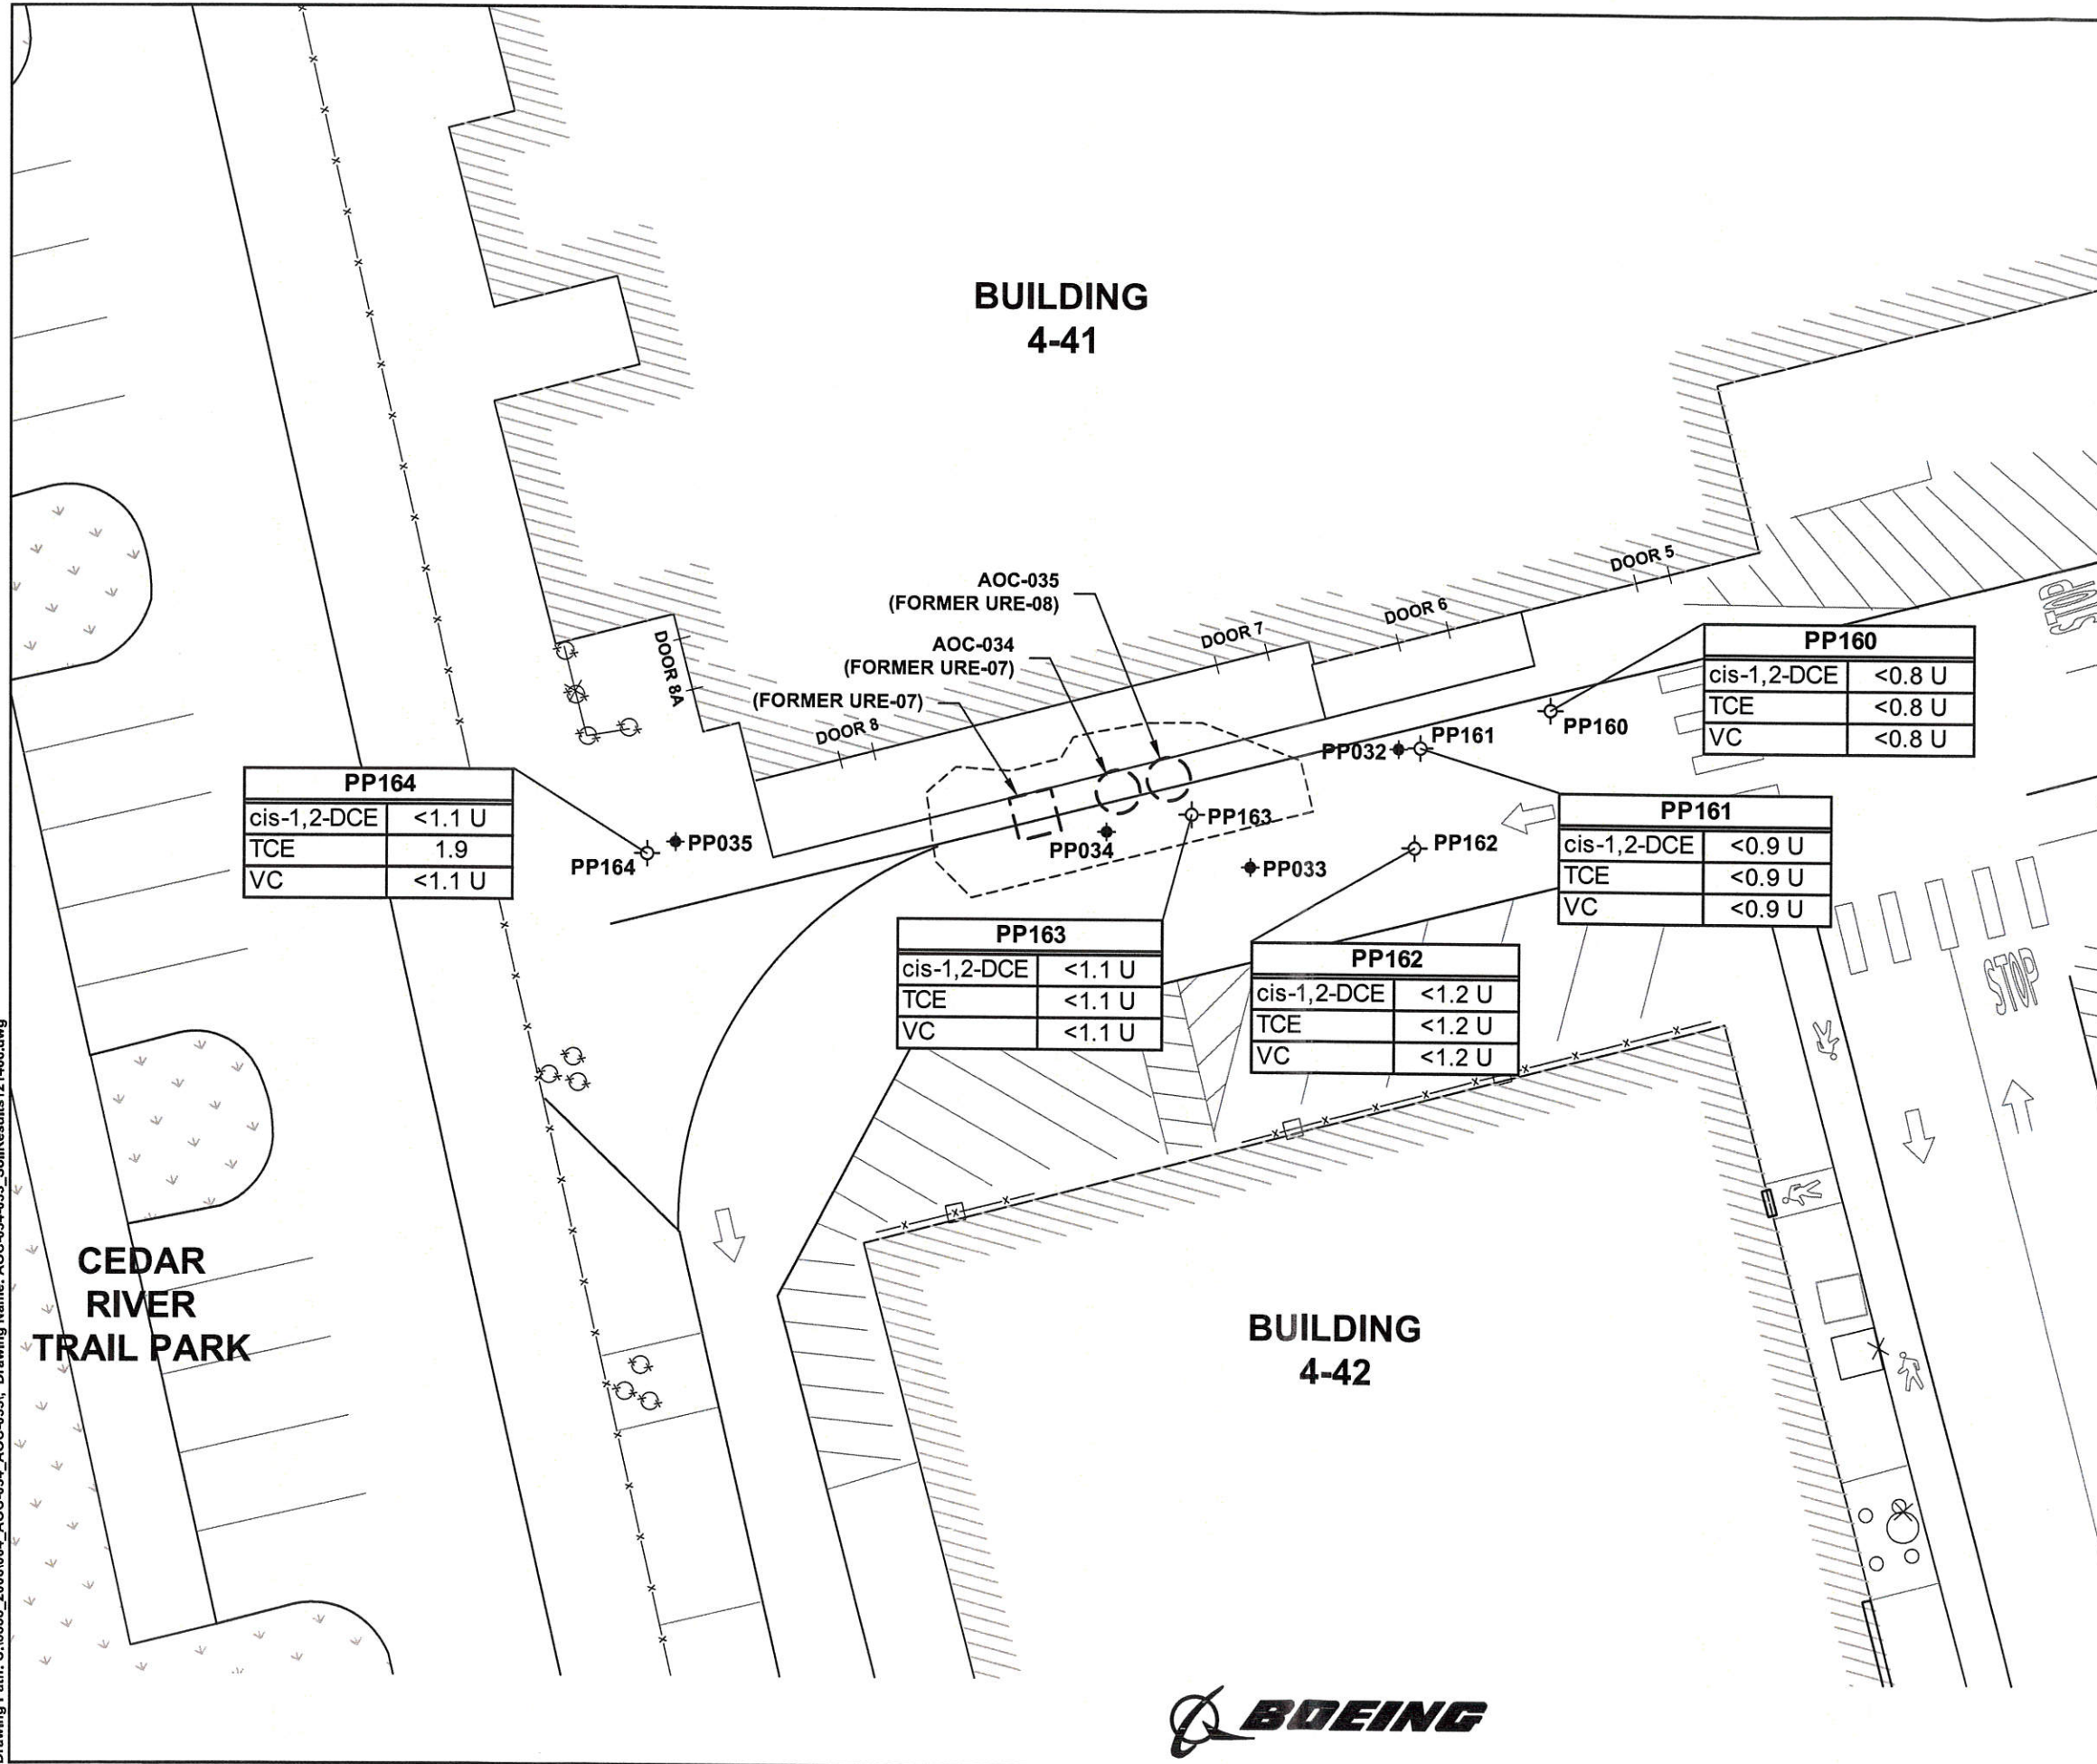 BUILDING
4-41
DOOR 5
AOC-035
(FORMER URE-08)
DOOR 6
AOC-034
(FORMER URE-07)
DOOR 7
DOOR 8A
(FORMER URE-07)
DOOR 8
STOP
PP160
cis-1,2-DCE <0.8 U
TCE <0.8 U
VC <0.8 U
PP160
PP161
PP032
PP164
cis-1,2-DCE <1.1 U
TCE 1.9
VC <1.1 U
PP161
cis-1,2-DCE <0.9 U
TCE <0.9 U
VC <0.9 U
PP163
PP035
PP162
PP034
PP164
PP033
PP163
cis-1,2-DCE <1.1 U
TCE <1.1 U
VC <1.1 U
PP162
cis-1,2-DCE <1.2 U
TCE <1.2 U
VC <1.2 U
STOP
CEDAR
RIVER
TRAIL PARK
BUILDING
4-42
BOEING